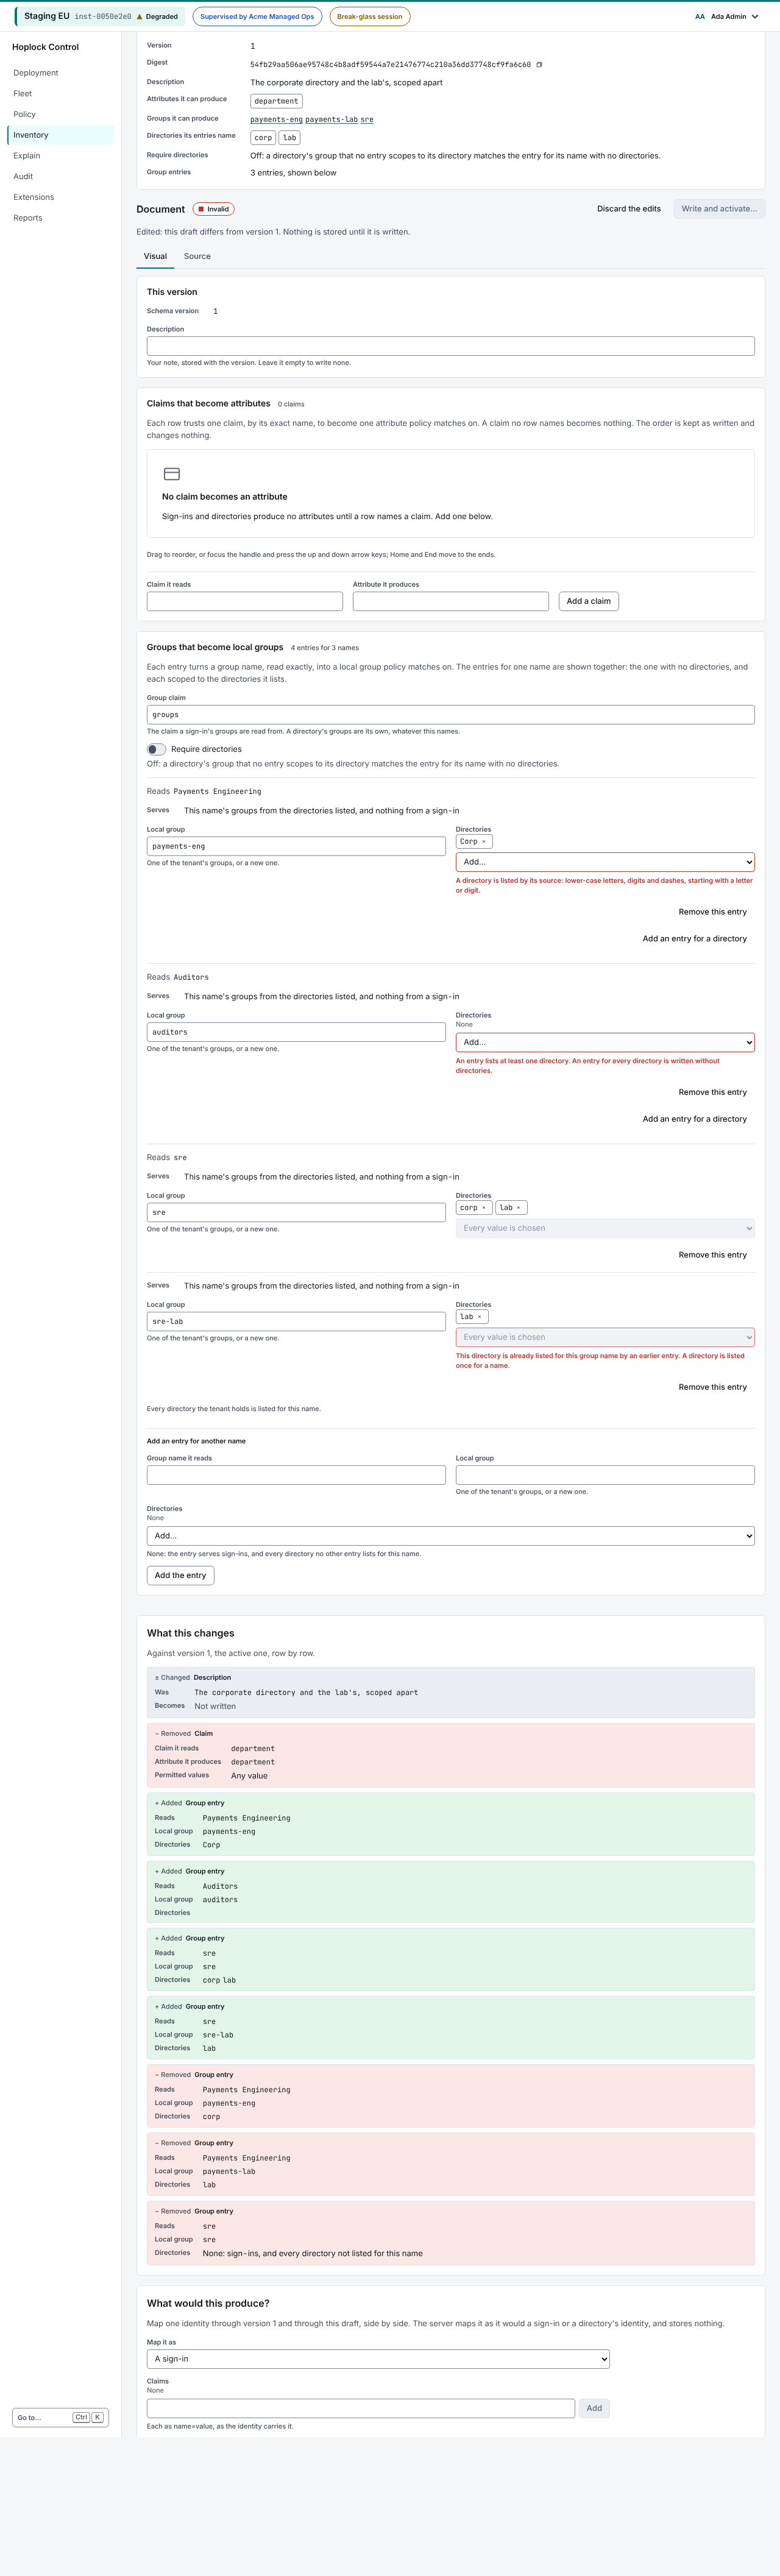 Staging EU inst-0050e2e0 Degraded Supervised by Acme Managed Ops Break-glass session AA Ada Admin
Hoplock Control
Deployment
Fleet
Policy
Inventory
Explain
Audit
Extensions
Reports
Go to... Ctrl K
Version 1
Digest 54fb29aa506ae95748c4b8adf59544a7e21476774c210a36dd37748cf9fa6c60
Description The corporate directory and the lab's, scoped apart
Attributes it can produce department
Groups it can produce payments-eng payments-lab sre
Directories its entries name corp lab
Require directories Off: a directory's group that no entry scopes to its directory matches the entry for its name with no directories.
Group entries 3 entries, shown below
Document Invalid Discard the edits Write and activate...
Edited: this draft differs from version 1. Nothing is stored until it is written.
Visual Source
This version
Schema version 1
Description
Your note, stored with the version. Leave it empty to write none.
Claims that become attributes 0 claims
Each row trusts one claim, by its exact name, to become one attribute policy matches on. A claim no row names becomes nothing. The order is kept as written and
changes nothing.
No claim becomes an attribute
Sign-ins and directories produce no attributes until a row names a claim. Add one below.
Drag to reorder, or focus the handle and press the up and down arrow keys; Home and End move to the ends.
Claim it reads Attribute it produces
Add a claim
Groups that become local groups 4 entries for 3 names
Each entry turns a group name, read exactly, into a local group policy matches on. The entries for one name are shown together: the one with no directories, and
each scoped to the directories it lists.
Group claim
groups
The claim a sign-in's groups are read from. A directory's groups are its own, whatever this names.
Require directories
Off: a directory's group that no entry scopes to its directory matches the entry for its name with no directories.
Reads Payments Engineering
Serves This name's groups from the directories listed, and nothing from a sign-in
Local group Directories
Corp ×
payments-eng
Add...
One of the tenant's groups, or a new one.
A directory is listed by its source: lower-case letters, digits and dashes, starting with a letter
or digit.
Remove this entry
Add an entry for a directory
Reads Auditors
Serves This name's groups from the directories listed, and nothing from a sign-in
Local group Directories
None
auditors
Add...
One of the tenant's groups, or a new one.
An entry lists at least one directory. An entry for every directory is written without
directories.
Remove this entry
Add an entry for a directory
Reads sre
Serves This name's groups from the directories listed, and nothing from a sign-in
Local group Directories
corp × lab ×
sre
Every value is chosen
One of the tenant's groups, or a new one.
Remove this entry
Serves This name's groups from the directories listed, and nothing from a sign-in
Local group Directories
lab ×
sre-lab
Every value is chosen
One of the tenant's groups, or a new one.
This directory is already listed for this group name by an earlier entry. A directory is listed
once for a name.
Remove this entry
Every directory the tenant holds is listed for this name.
Add an entry for another name
Group name it reads Local group
One of the tenant's groups, or a new one.
Directories
None
Add...
None: the entry serves sign-ins, and every directory no other entry lists for this name.
Add the entry
What this changes
Against version 1, the active one, row by row.
± Changed Description
Was The corporate directory and the lab's, scoped apart
Becomes Not written
− Removed Claim
Claim it reads department
Attribute it produces department
Permitted values Any value
+ Added Group entry
Reads Payments Engineering
Local group payments-eng
Directories Corp
+ Added Group entry
Reads Auditors
Local group auditors
Directories
+ Added Group entry
Reads sre
Local group sre
Directories corp lab
+ Added Group entry
Reads sre
Local group sre-lab
Directories lab
− Removed Group entry
Reads Payments Engineering
Local group payments-eng
Directories corp
− Removed Group entry
Reads Payments Engineering
Local group payments-lab
Directories lab
− Removed Group entry
Reads sre
Local group sre
Directories None: sign-ins, and every directory not listed for this name
What would this produce?
Map one identity through version 1 and through this draft, side by side. The server maps it as it would a sign-in or a directory's identity, and stores nothing.
Map it as
A sign-in
Claims
None
Add
Each as name=value, as the identity carries it.